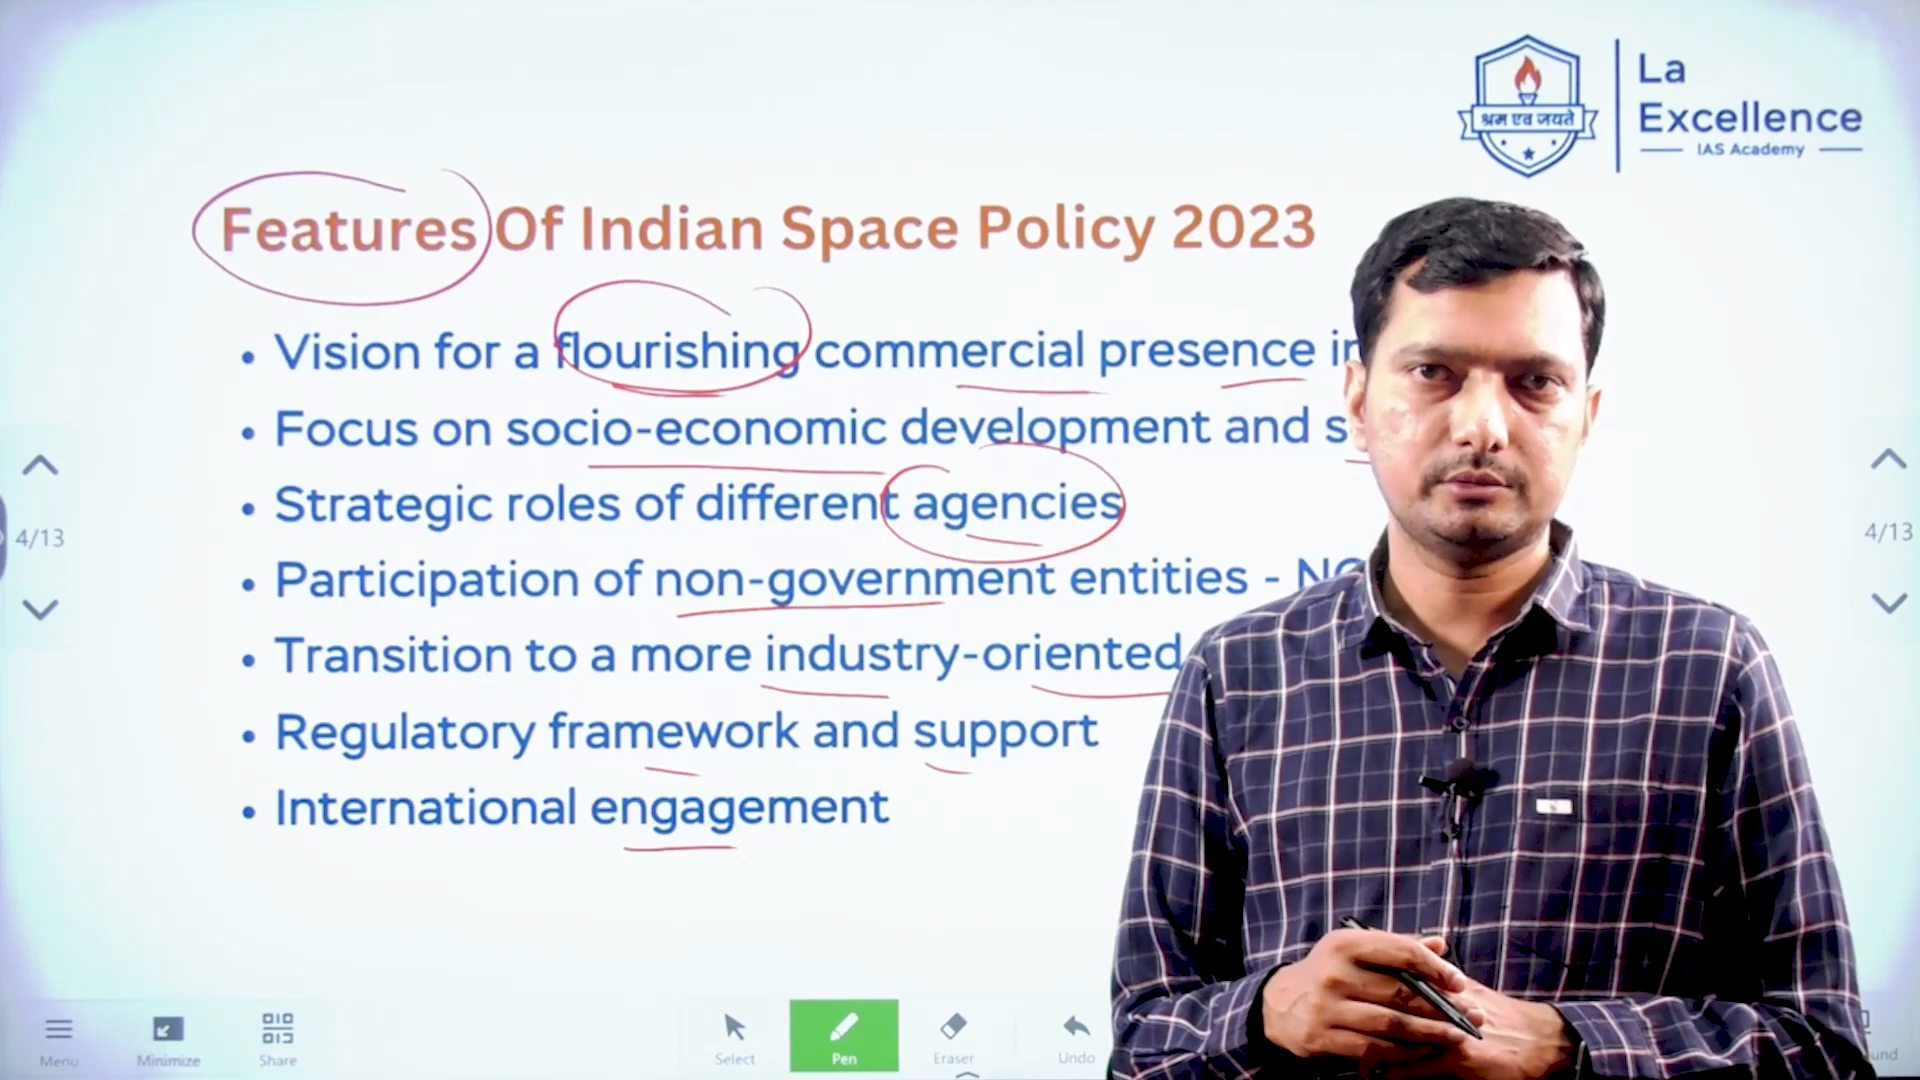 La
Excellence
IAS Academy
श्रम एव जयते
Features Of Indian Space Policy 2023
• Vision for a flourishing commercial presence
• Focus on socio-economic development and
• Strategic roles of different agencies
• Participation of non-government entities -
• Transition to a more industry-oriented
• Regulatory framework and support
• International engagement
4/13
4/13
Menu
Minimize
Share
Select
Pen
Eraser
Undo